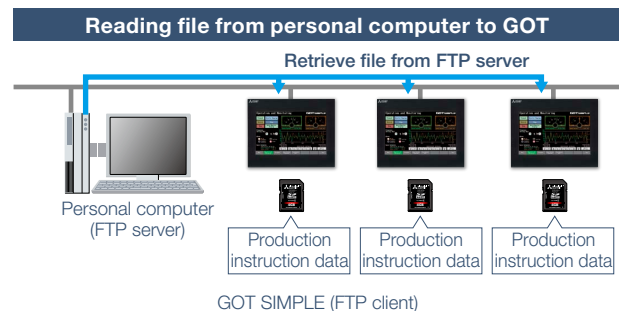 Reading file from personal computer to GOT
Retrieve file from FTP server
Personal computer
(FTP server)
Production
instruction data
Production
instruction data
Production
instruction data
GOT SIMPLE (FTP client)